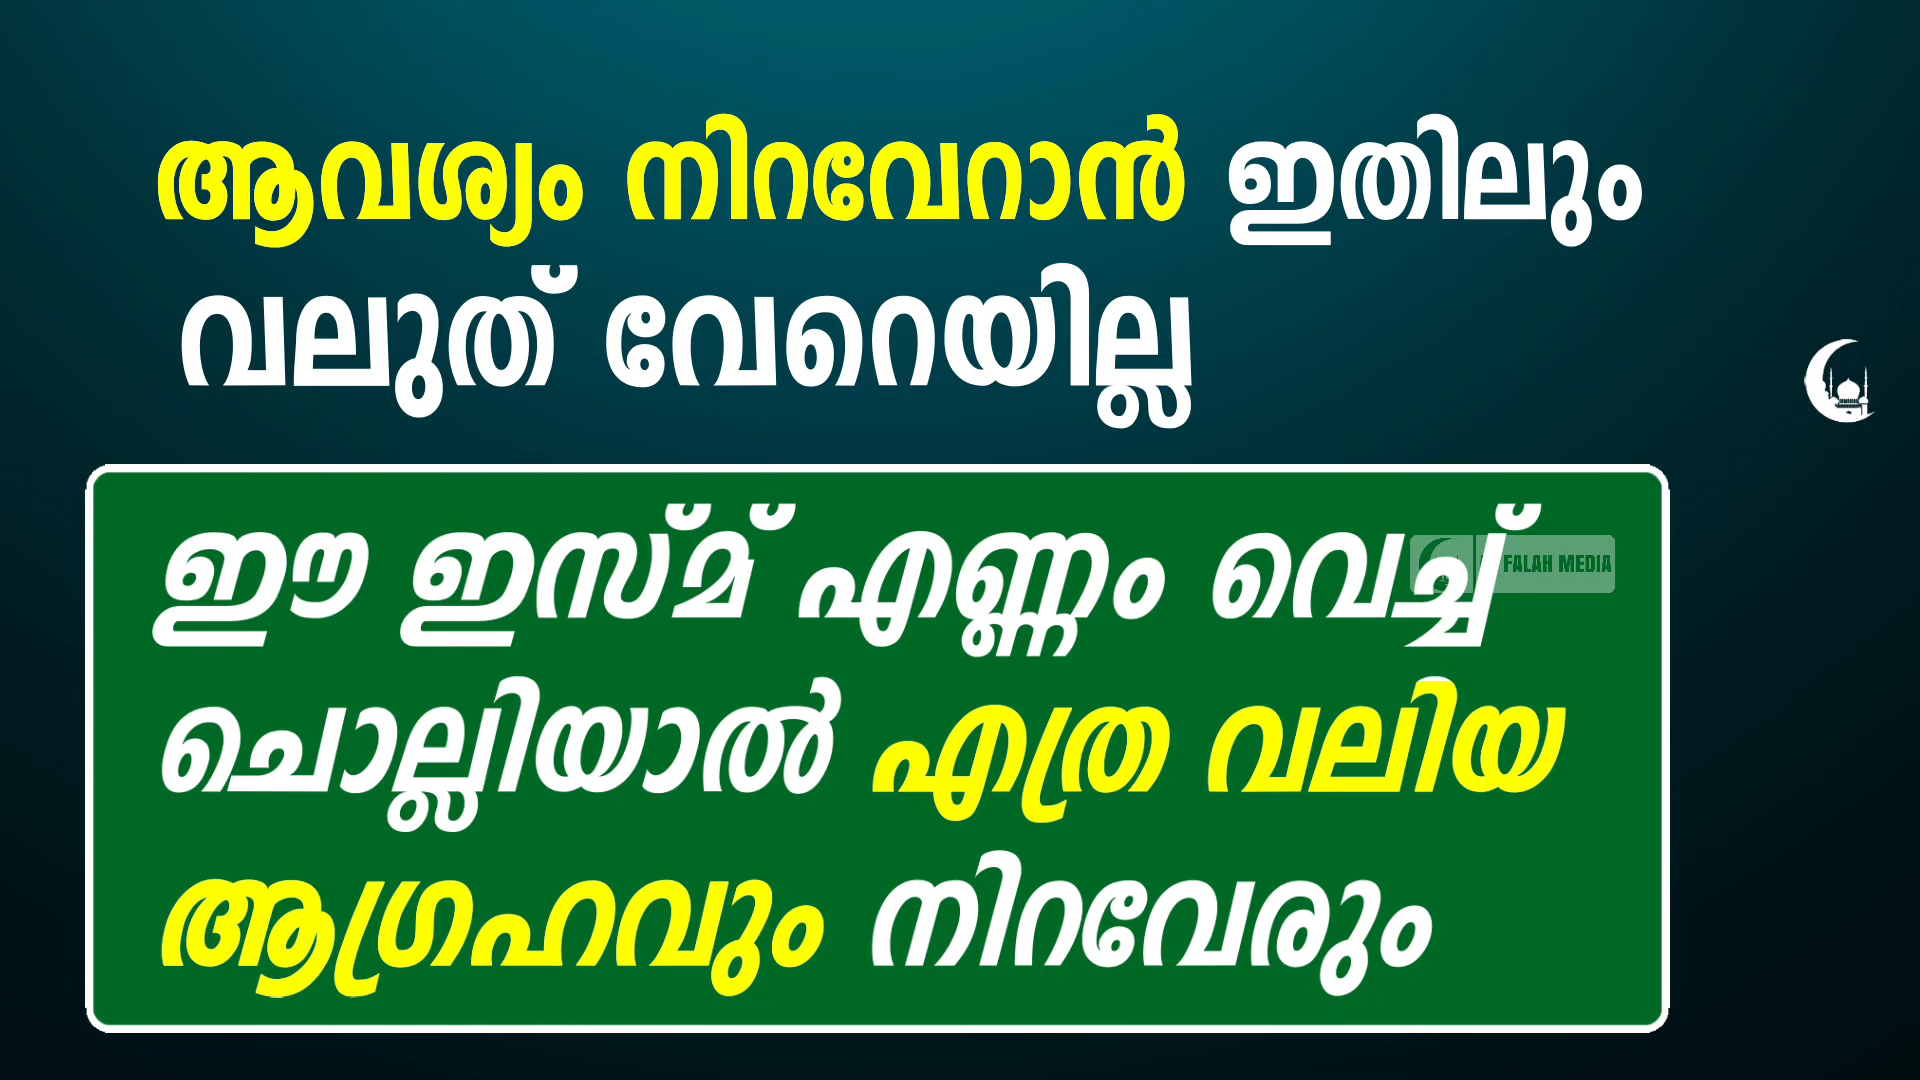 ആവശ്യം നിറവേറാൻ ഇതിലും
വലുത് വേറെയില്ല
ഈ ഇസ്മ് എണ്ണം വെച്ച്
FALAH MEDIA
ചൊല്ലിയാൽ എത്ര വലിയ
ആഗ്രഹവും നിറവേരും